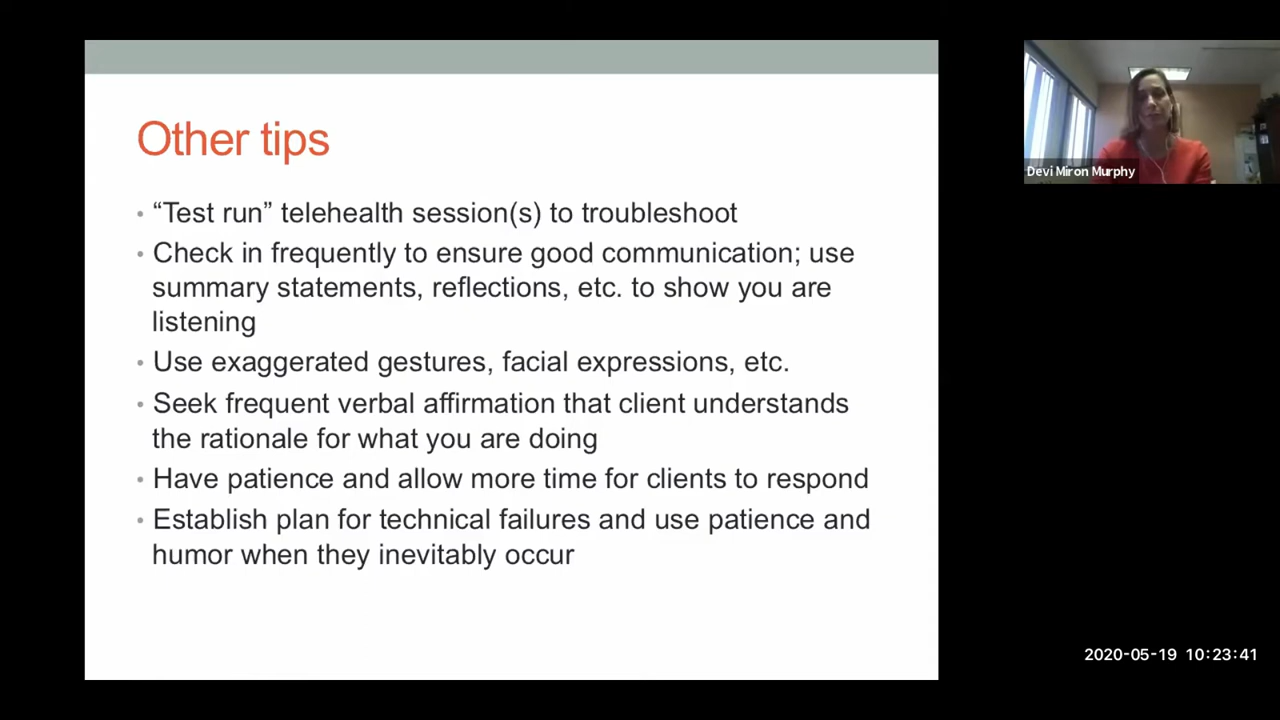 Other tips
• “Test run” telehealth session(s) to troubleshoot
• Check in frequently to ensure good communication; use
summary statements, reflections, etc. to show you are
listening
• Use exaggerated gestures, facial expressions, etc.
• Seek frequent verbal affirmation that client understands
the rationale for what you are doing
• Have patience and allow more time for clients to respond
• Establish plan for technical failures and use patience and
humor when they inevitably occur
Devi Miron Murphy
2020-05-19 10:23:41